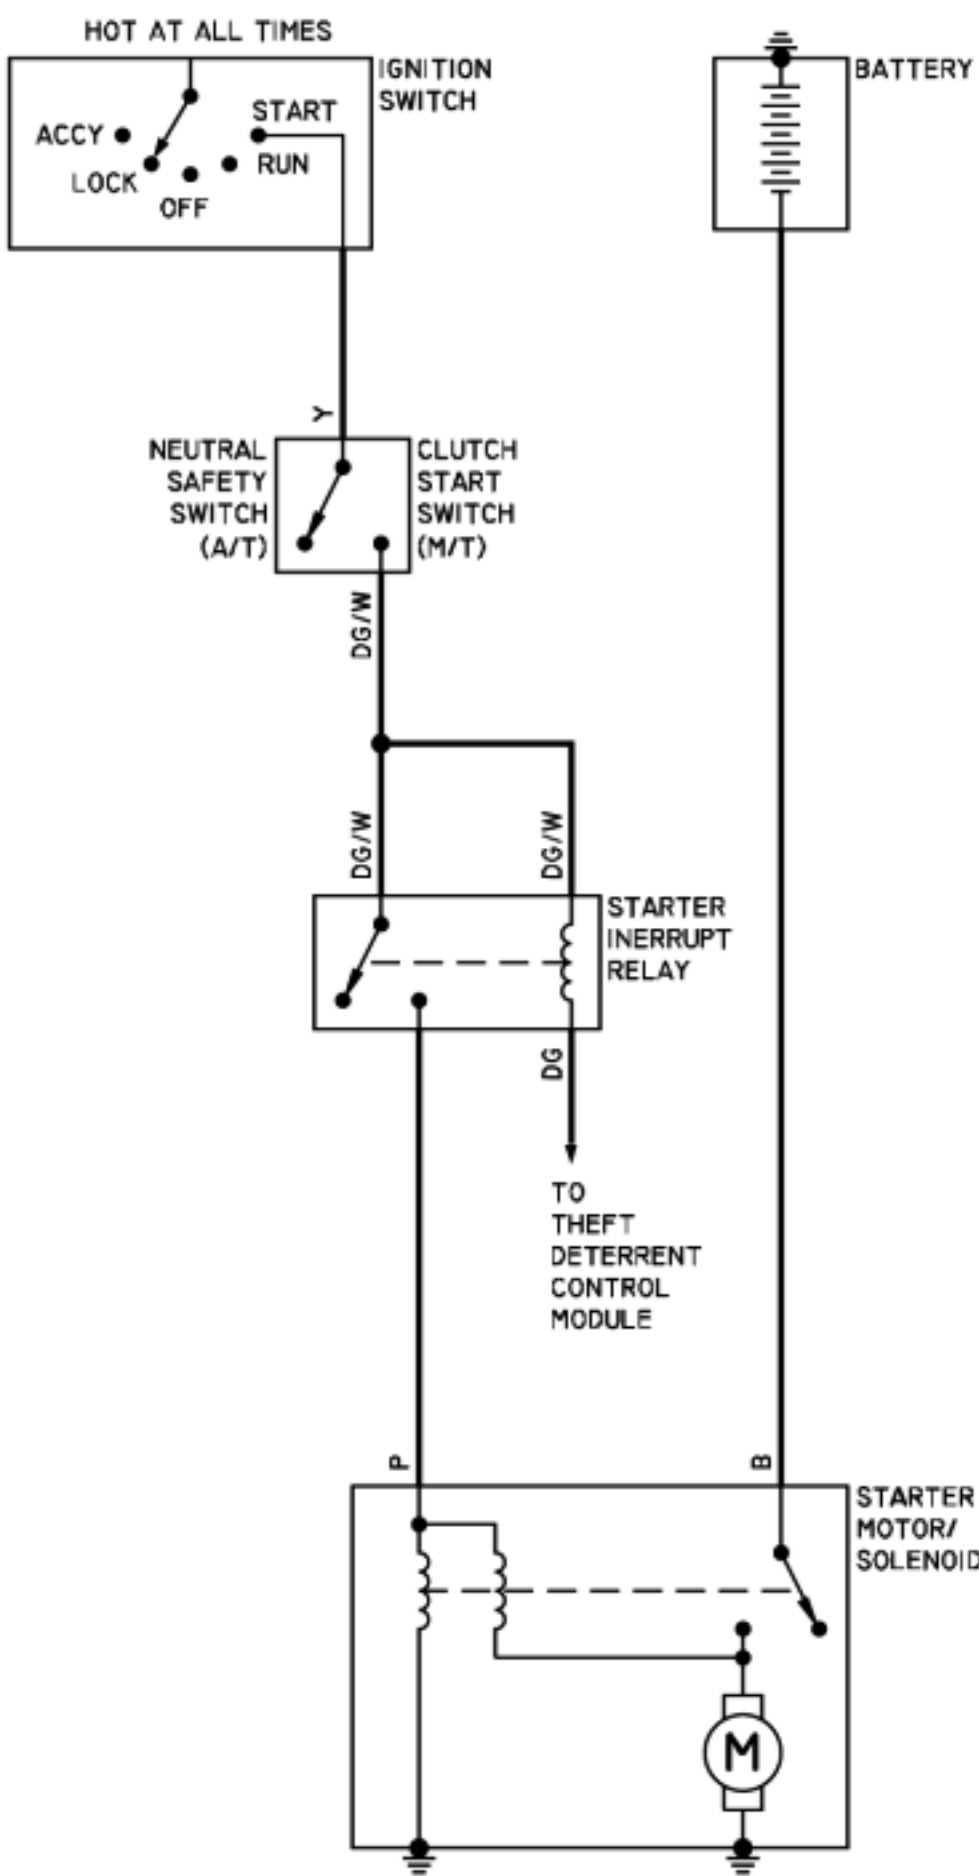 HOT AT ALL TIMES
IGNITION
SWITCH
START
ACCY
RUN
LOCK
OFF
BATTERY
Y
NEUTRAL
SAFETY
SWITCH
(A/T)
CLUTCH
START
SWITCH
(M/T)
DG/W
DG/W
DG/W
STARTER
INERRUPT
RELAY
DG
TO
THEFT
DETERRENT
CONTROL
MODULE
P
B
STARTER
MOTOR/
SOLENOID
M